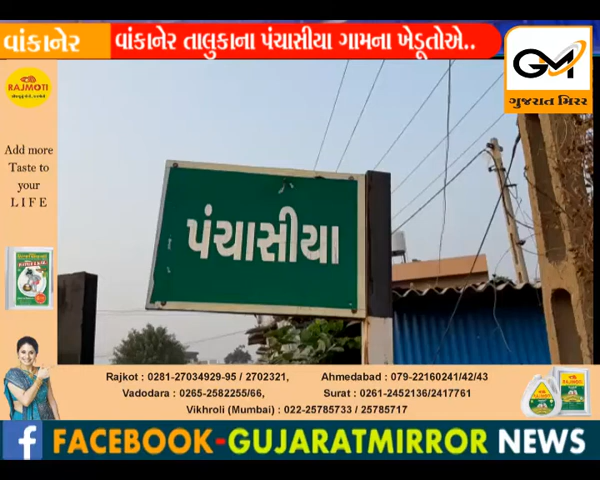 વાંકાનેર
વાંકાનેર તાલુકાના પંચાસીયા ગામના ખેડૂતોએ..
GM
ગુજરાત મિરર
RAJMOTI
Add more
Taste to
your
LIFE
પંચાસીયા
Rajkot : 0281-27034929-95 / 2702321, Ahmedabad : 079-22160241/42/43
Vadodara : 0265-2582255/66, Surat : 0261-2452136/2417761
Vikhroli (Mumbai) : 022-25785733 / 25785717
RAJMOTI
f FACEBOOK-GUJARATMIRROR NEWS